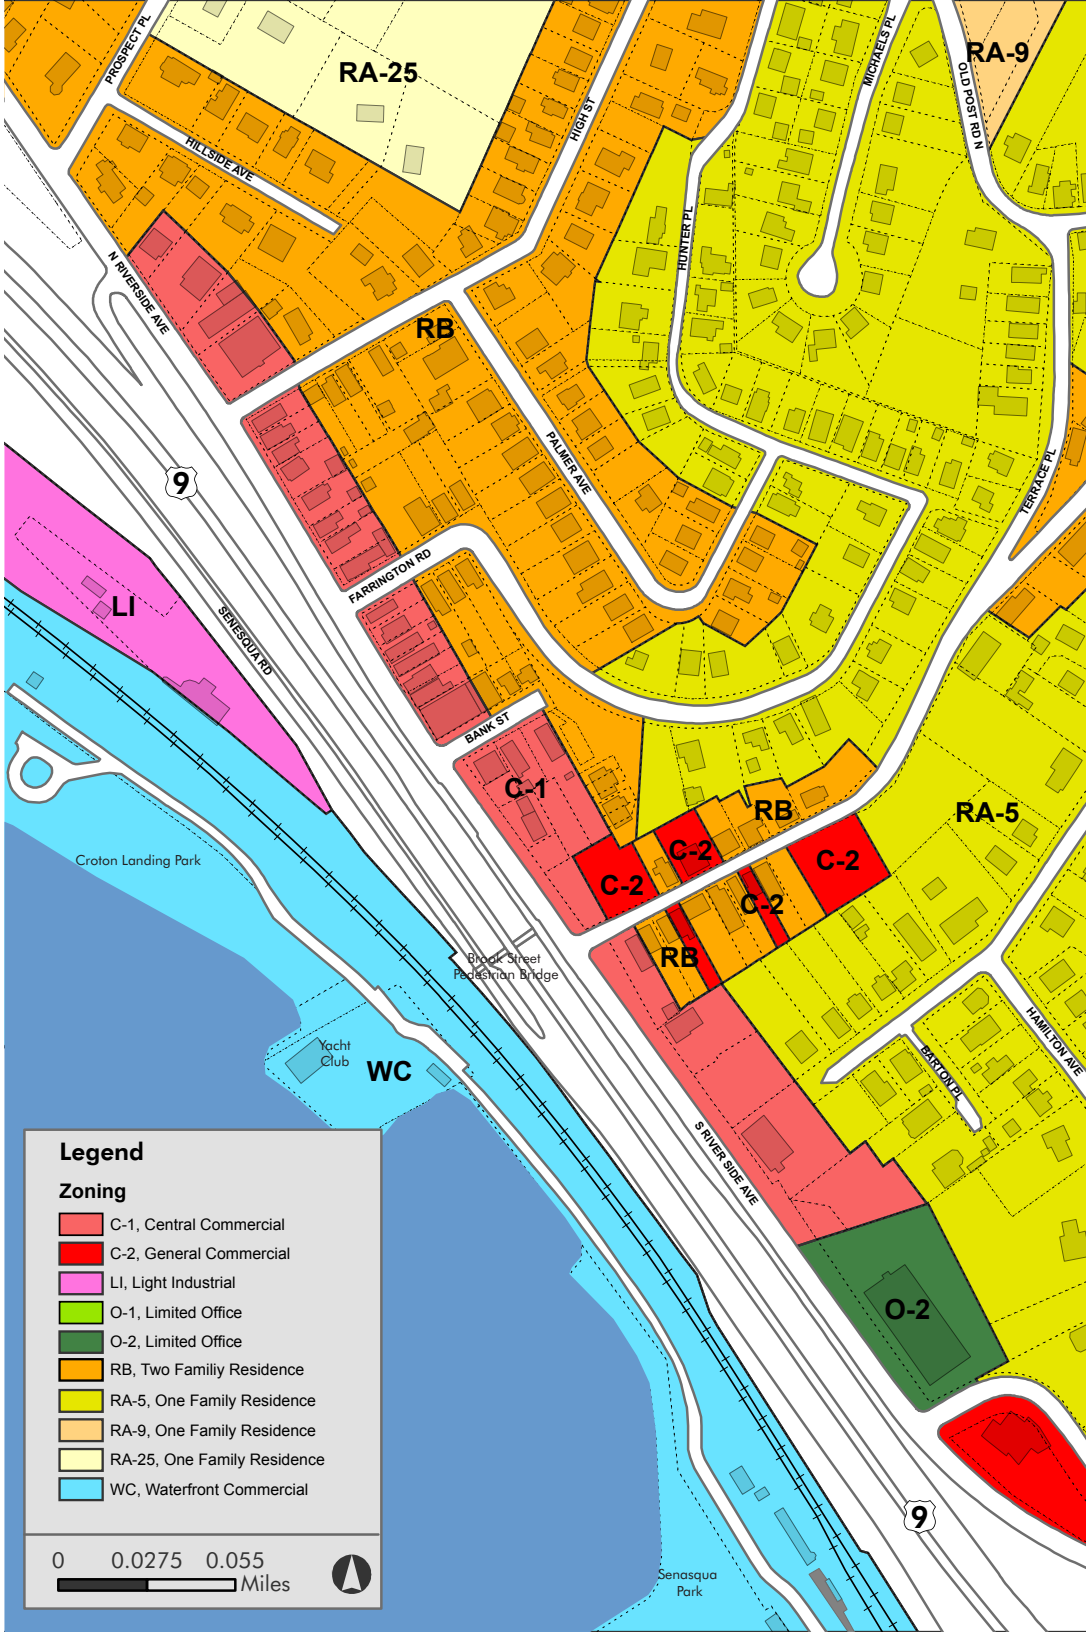 PROSPECT PL
RA-25
HIGH ST
MICHAELS PL
RA-9
OLD POST RD N
HILLSIDE AVE
HUNTER PL
N RIVERSIDE AVE
RB
9
PALMER AVE
TERRACE PL
FARRINGTON RD
LI
SENESQUA RD
BANK ST
C-1
RB
RA-5
C-2
C-2
C-2
C-2
Croton Landing Park
RB
Brook Street
Pedestrian Bridge
HAMILTON AVE
Yacht
Club
WC
BARTON PL
S RIVERSIDE AVE
O-2
9
Senasqua
Park
Legend
Zoning
C-1, Central Commercial
C-2, General Commercial
LI, Light Industrial
O-1, Limited Office
O-2, Limited Office
RB, Two Familiy Residence
RA-5, One Family Residence
RA-9, One Family Residence
RA-25, One Family Residence
WC, Waterfront Commercial
0 0.0275 0.055
Miles